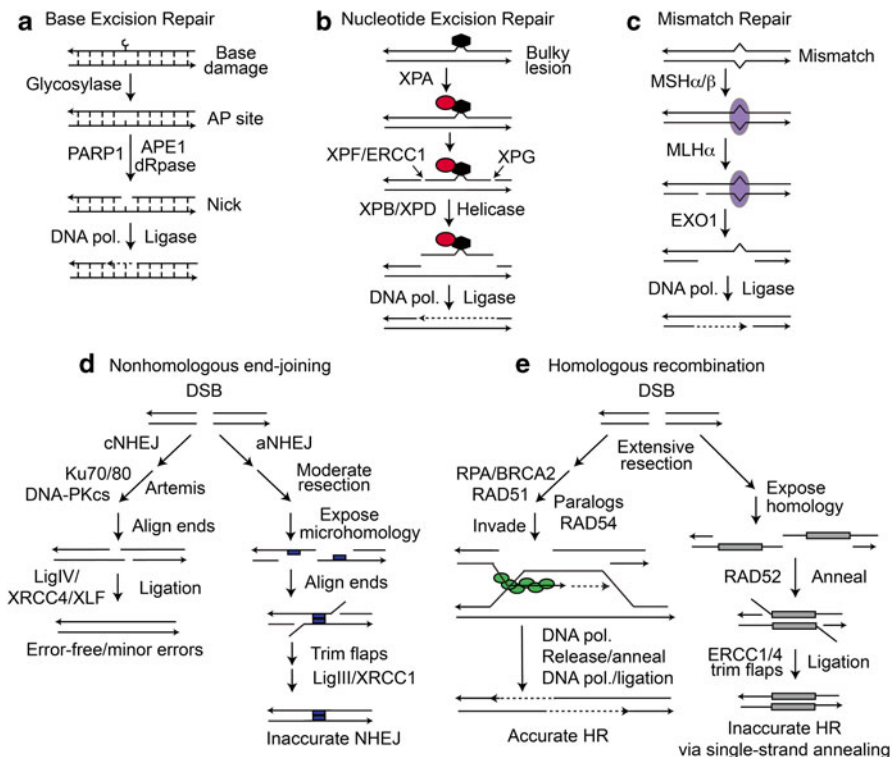 a Base Excision Repair
Base
damage
Glycosylase
AP site
PARP1 APE1
dRpase
Nick
DNA pol. Ligase
b Nucleotide Excision Repair
Bulky
lesion
XPA
XPF/ERCC1 XPG
XPB/XPD Helicase
DNA pol. Ligase
c Mismatch Repair
Mismatch
MSHα/β
MLHα
EXO1
DNA pol. Ligase
d Nonhomologous end-joining
DSB
cNHEJ aNHEJ
Ku70/80
DNA-PKcs Artemis
Align ends
LigIV/
XRCC4/XLF Ligation
Error-free/minor errors
Moderate
resection
Expose
microhomology
Align ends
Trim flaps
LigIII/XRCC1
Inaccurate NHEJ
e Homologous recombination
DSB
Extensive
resection
RPA/BRCA2
RAD51
Invade Paralogs
RAD54
DNA pol.
Release/anneal
DNA pol./ligation
Accurate HR
Expose
homology
RAD52 Anneal
ERCC1/4
trim flaps Ligation
Inaccurate HR
via single-strand annealing